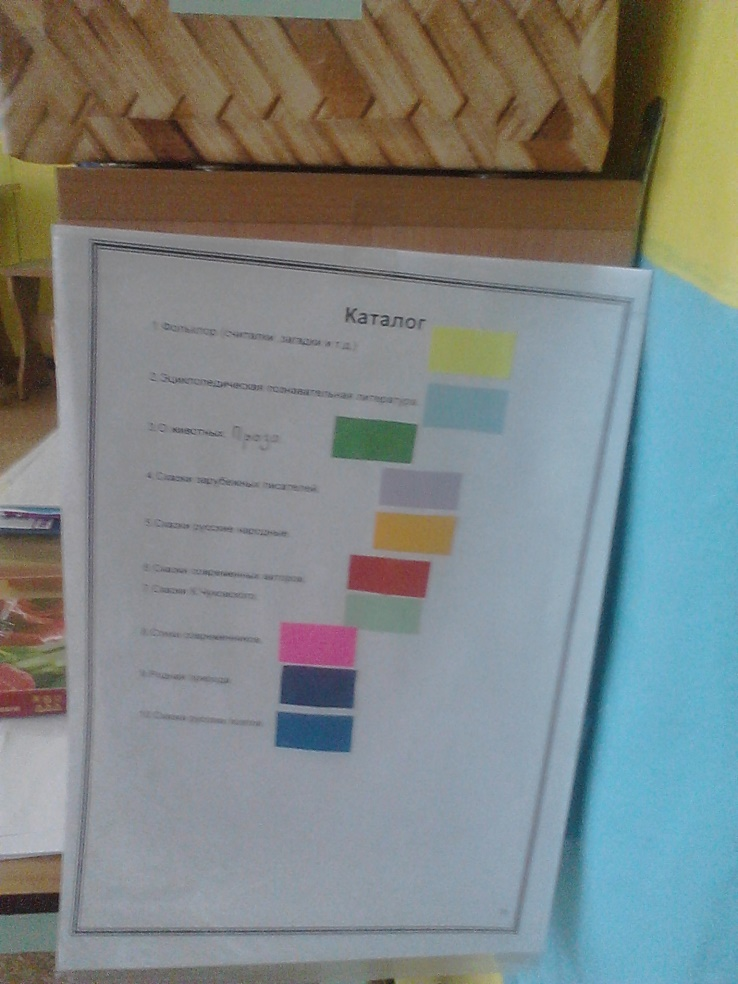 Каталог
1.Фольклор (считалки, загадки и т.д.)
2.Энциклопедическая познавательная литература.
3.О животных. Проза
4.Сказки зарубежных писателей.
5.Сказки русские народные.
6.Сказки современных авторов.
7.Сказки К.Чуковского.
8.Стихи современников.
9.Родная природа.
10.Сказки русских поэтов.